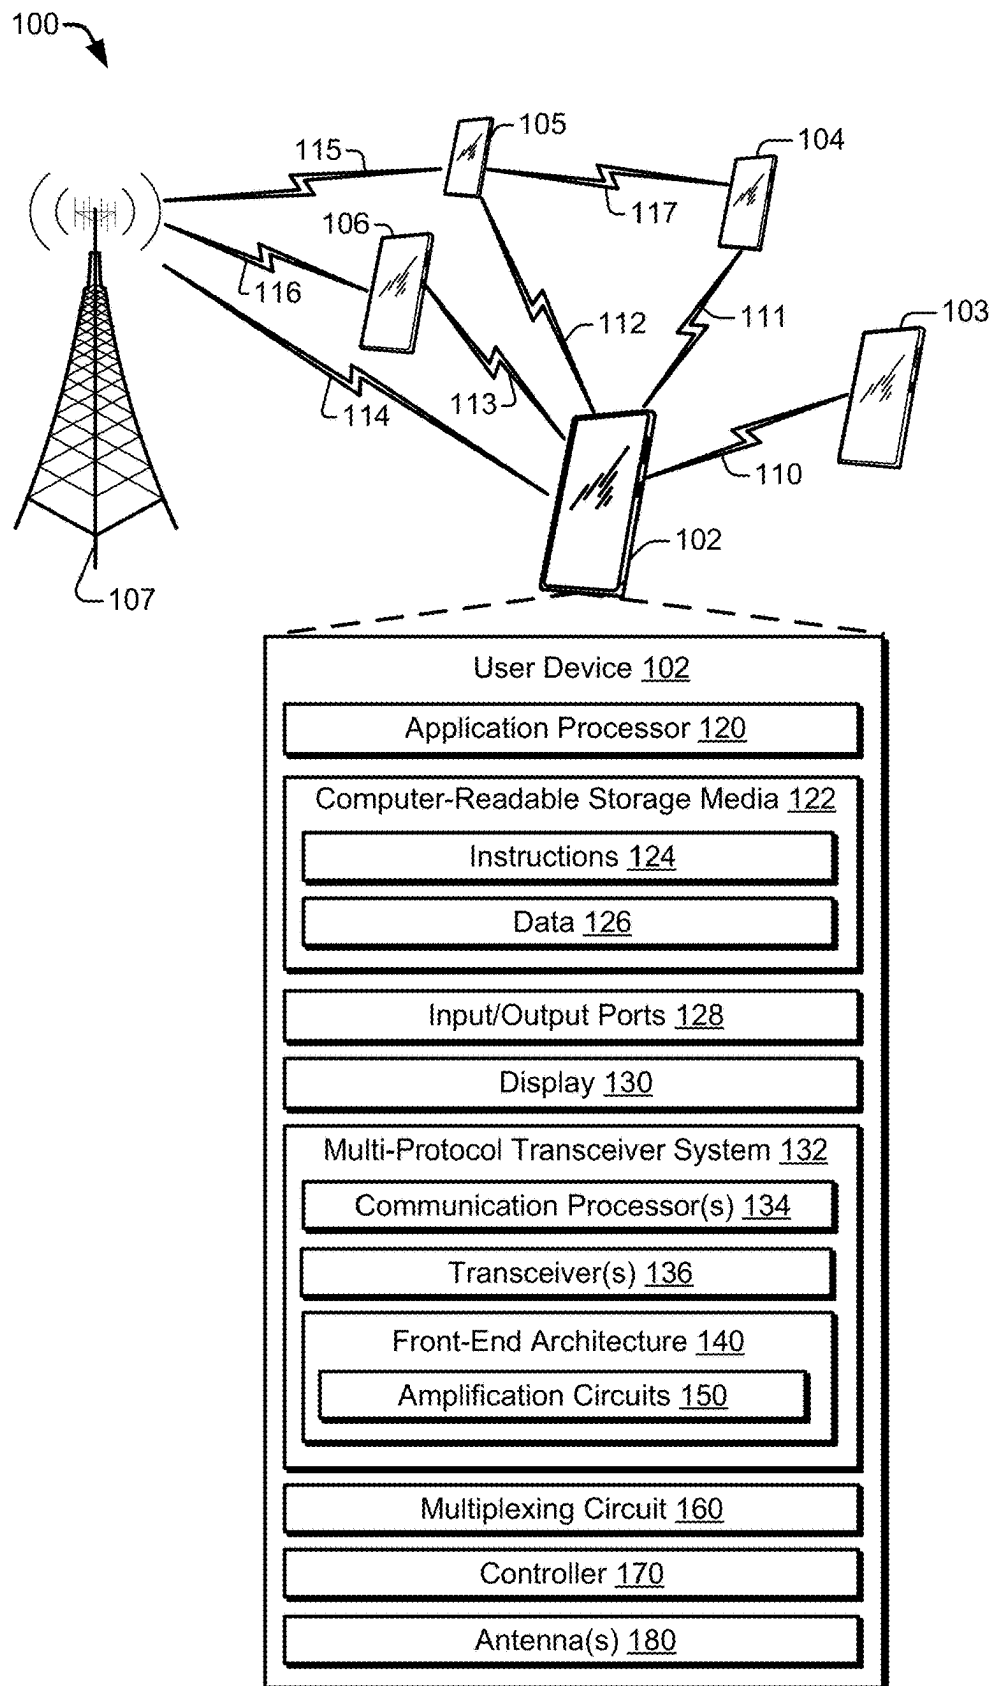 100
105
104
115
117
106
116
112
111
103
114
113
110
102
107
User Device 102
Application Processor 120
Computer-Readable Storage Media 122
Instructions 124
Data 126
Input/Output Ports 128
Display 130
Multi-Protocol Transceiver System 132
Communication Processor(s) 134
Transceiver(s) 136
Front-End Architecture 140
Amplification Circuits 150
Multiplexing Circuit 160
Controller 170
Antenna(s) 180